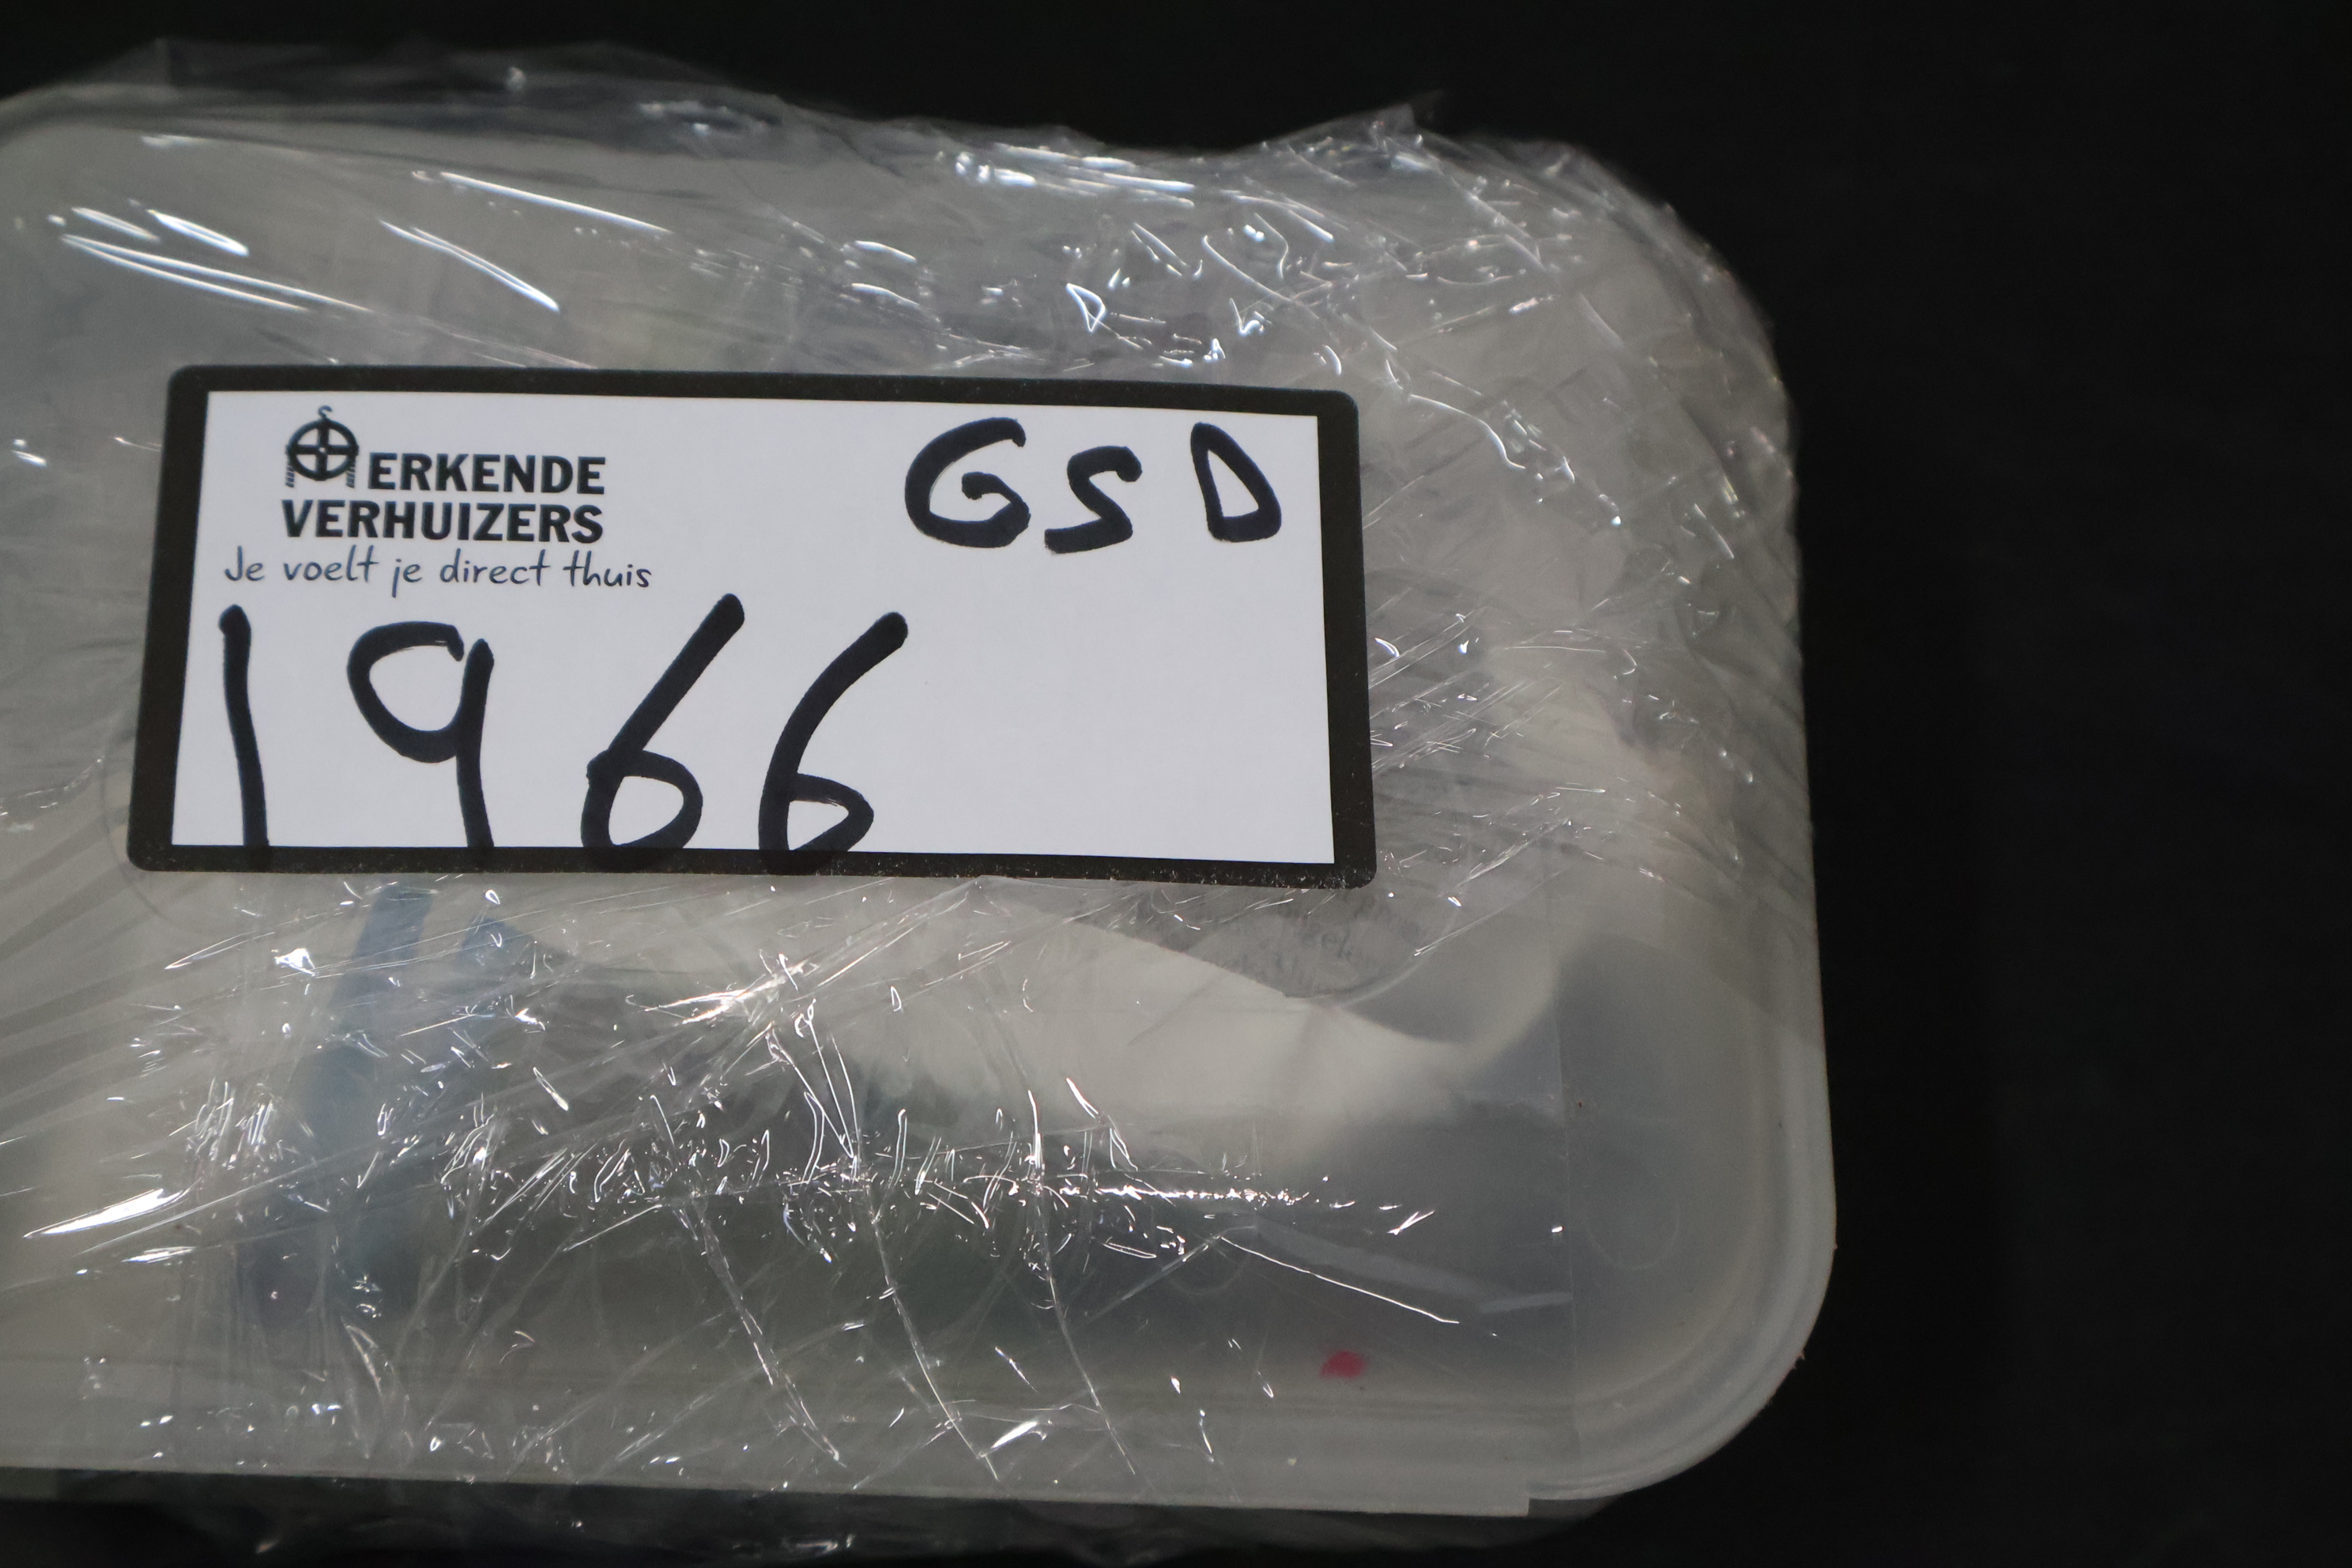 ERKENDE
VERHUIZERS
Je voelt je direct thuis
GSD
1966